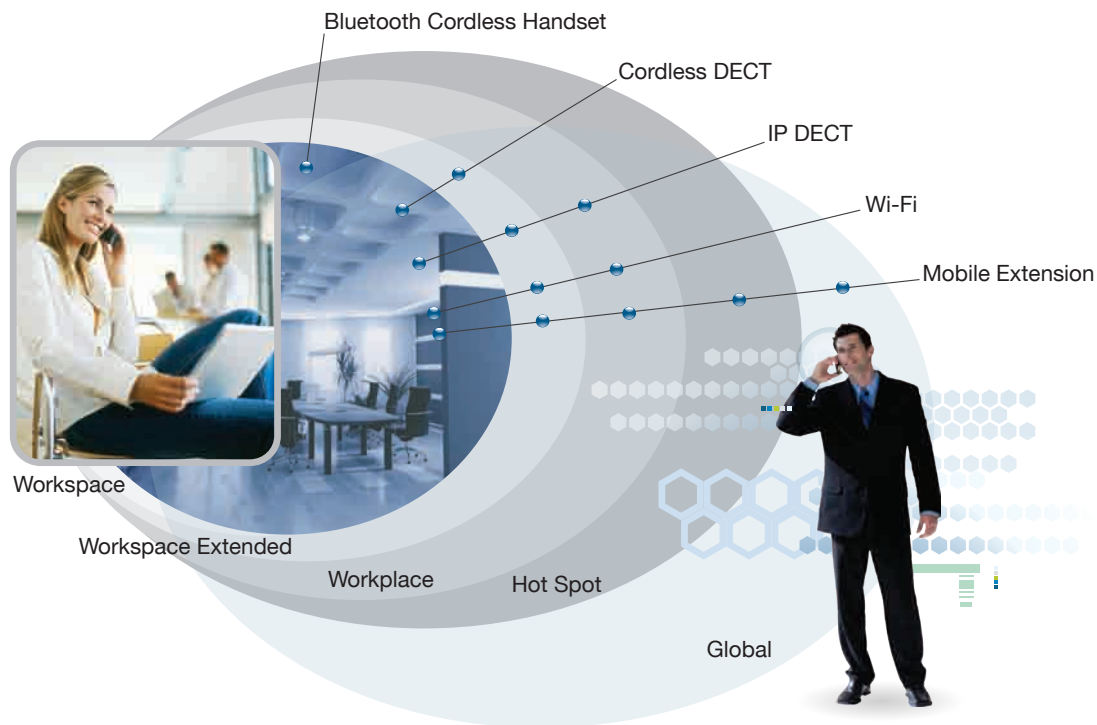 Bluetooth Cordless Handset
Cordless DECT
IP DECT
Wi-Fi
Mobile Extension
Workspace
Workspace Extended
Workplace
Hot Spot
Global